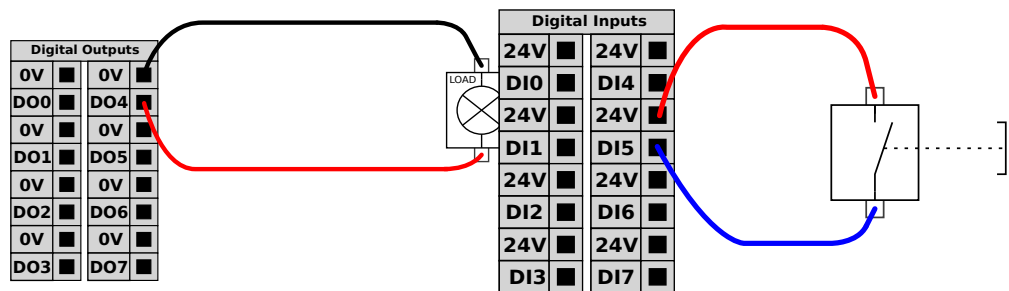 Digital Outputs
0V 0V
DO0 DO4
0V 0V
DO1 DO5
0V 0V
DO2 DO6
0V 0V
DO3 DO7
LOAD
Digital Inputs
24V 24V
DI0 DI4
24V 24V
DI1 DI5
24V 24V
DI2 DI6
24V 24V
DI3 DI7